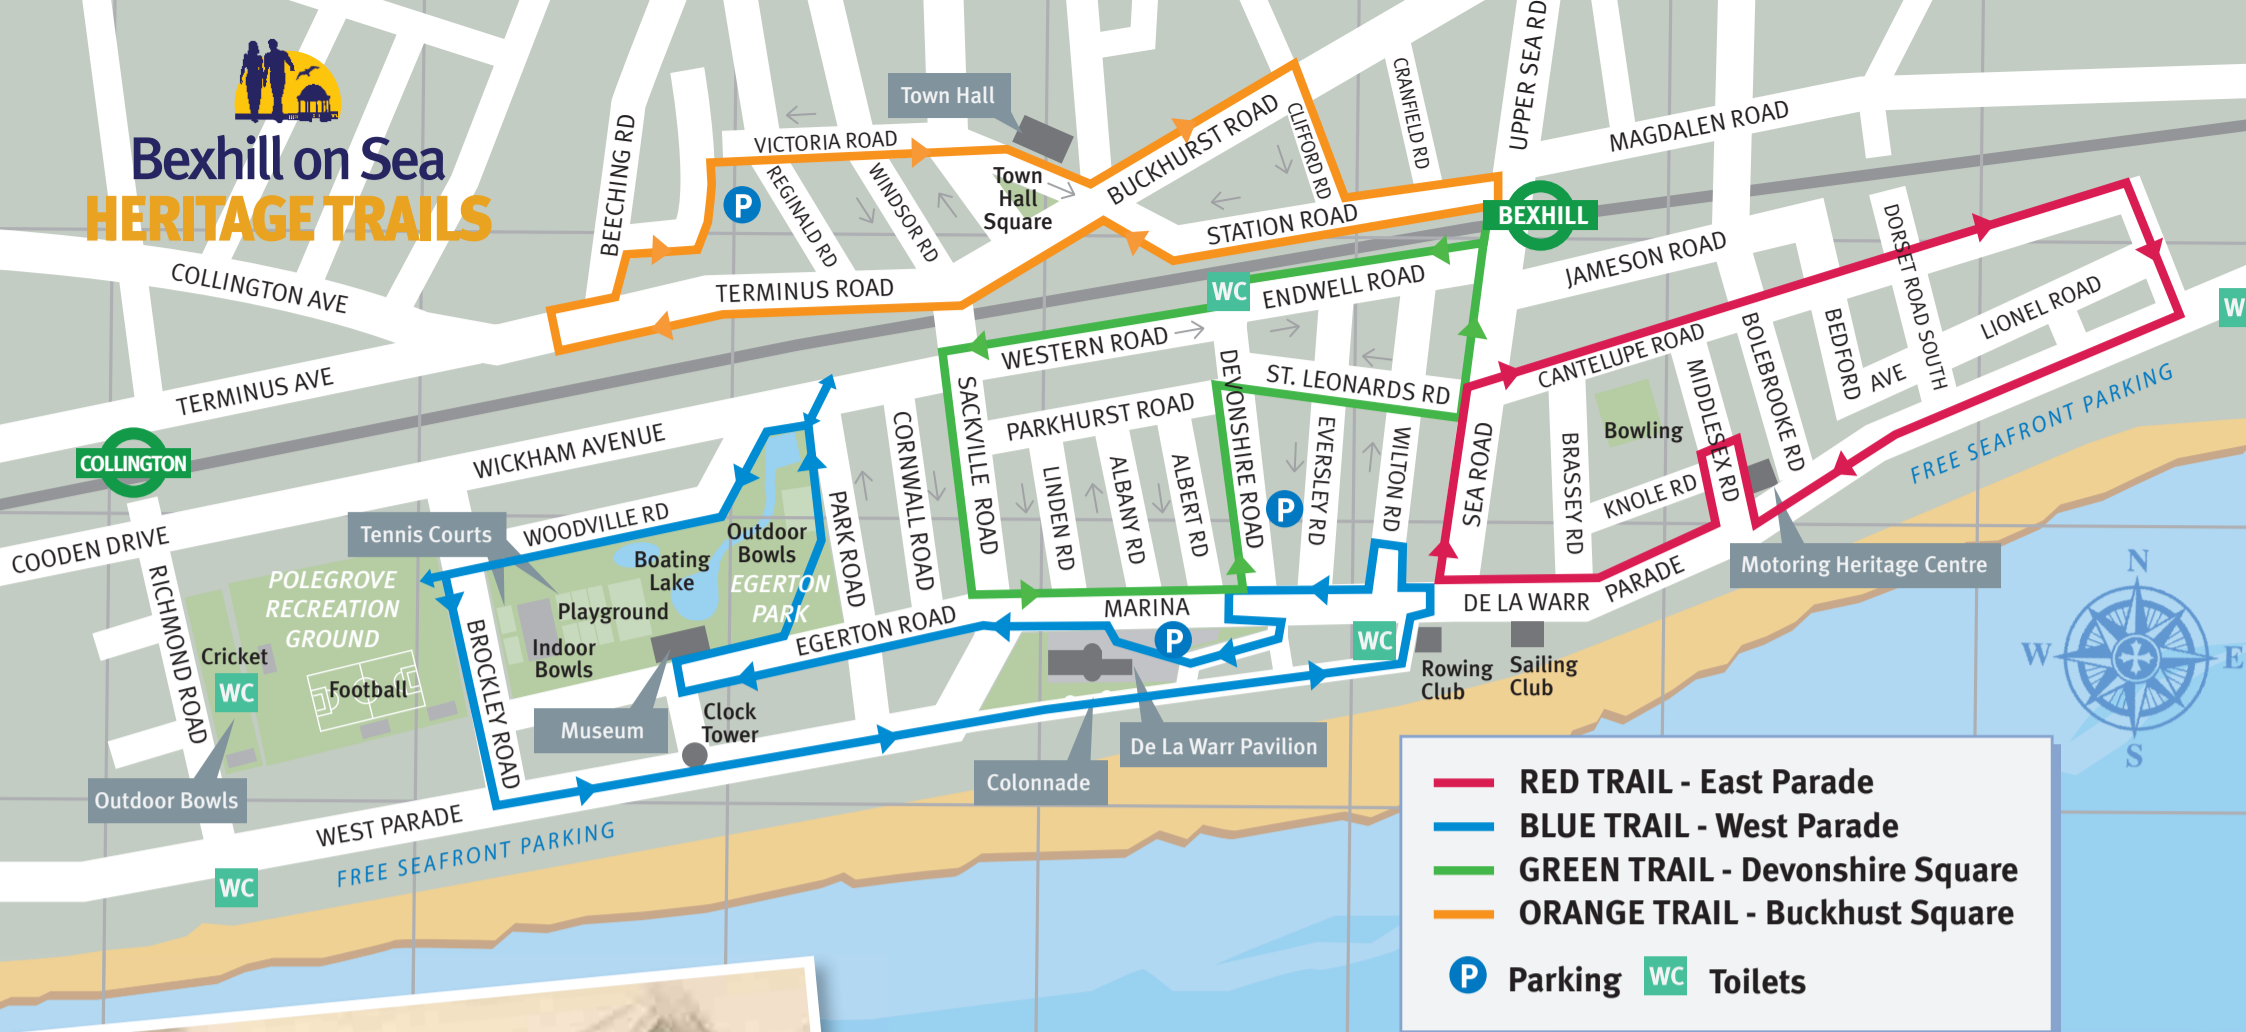 Bexhill on Sea
HERITAGE TRAILS
COLLINGTON AVE
TERMINUS AVE
COLLINGTON
COODEN DRIVE
WICKHAM AVENUE
RICHMOND ROAD
BEECHING RD
VICTORIA ROAD
Town Hall
P
REGINALD RD
WINDSOR RD
Town
Hall
Square
BUCKHURST ROAD
CLIFFORD RD
CRANFIELD RD
UPPER SEA RD
MAGDALEN ROAD
STATION ROAD
BEXHILL
TERMINUS ROAD
WC
ENDWELL ROAD
WESTERN ROAD
JAMESON ROAD
DORSET ROAD SOUTH
LIONEL ROAD
W
CANTELUPE ROAD
BOLEBROOKE RD
BEDFORD
AVE
MIDDLESEX RD
FREE SEAFRONT PARKING
Bowling
KNOLE RD
BRASSEY RD
SEA ROAD
ST. LEONARDS RD
DEVONSHIRE ROAD
PARKHURST ROAD
SACKVILLE ROAD
LINDEN RD
ALBANY RD
ALBERT RD
P
EVERSLEY RD
WILTON RD
CORNWALL ROAD
PARK ROAD
WOODVILLE RD
Tennis Courts
Outdoor
Bowls
Boating
Lake
EGERTON
PARK
Playground
Indoor
Bowls
POLEGROVE
RECREATION
GROUND
Cricket
WC
Football
BROCKLEY ROAD
Outdoor Bowls
Museum
Clock
Tower
EGERTON ROAD
MARINA
P
WC
DE LA WARR PARADE
Motoring Heritage Centre
Rowing
Club
Sailing
Club
De La Warr Pavilion
Colonnade
WEST PARADE
FREE SEAFRONT PARKING
WC
N
W
E
S
RED TRAIL - East Parade
BLUE TRAIL - West Parade
GREEN TRAIL - Devonshire Square
ORANGE TRAIL - Buckhust Square
P Parking WC Toilets